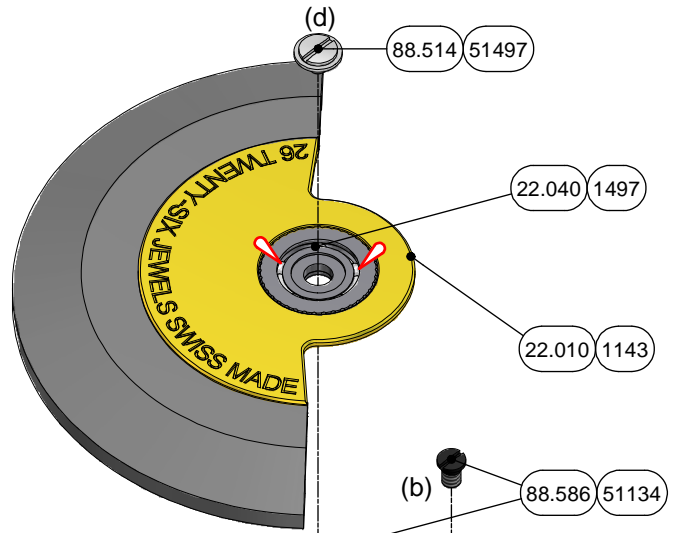 (d)
88.514 51497
26 TWENTY-SIX JEWELS SWISS MADE
22.040 1497
22.010 1143
(b)
88.586 51134